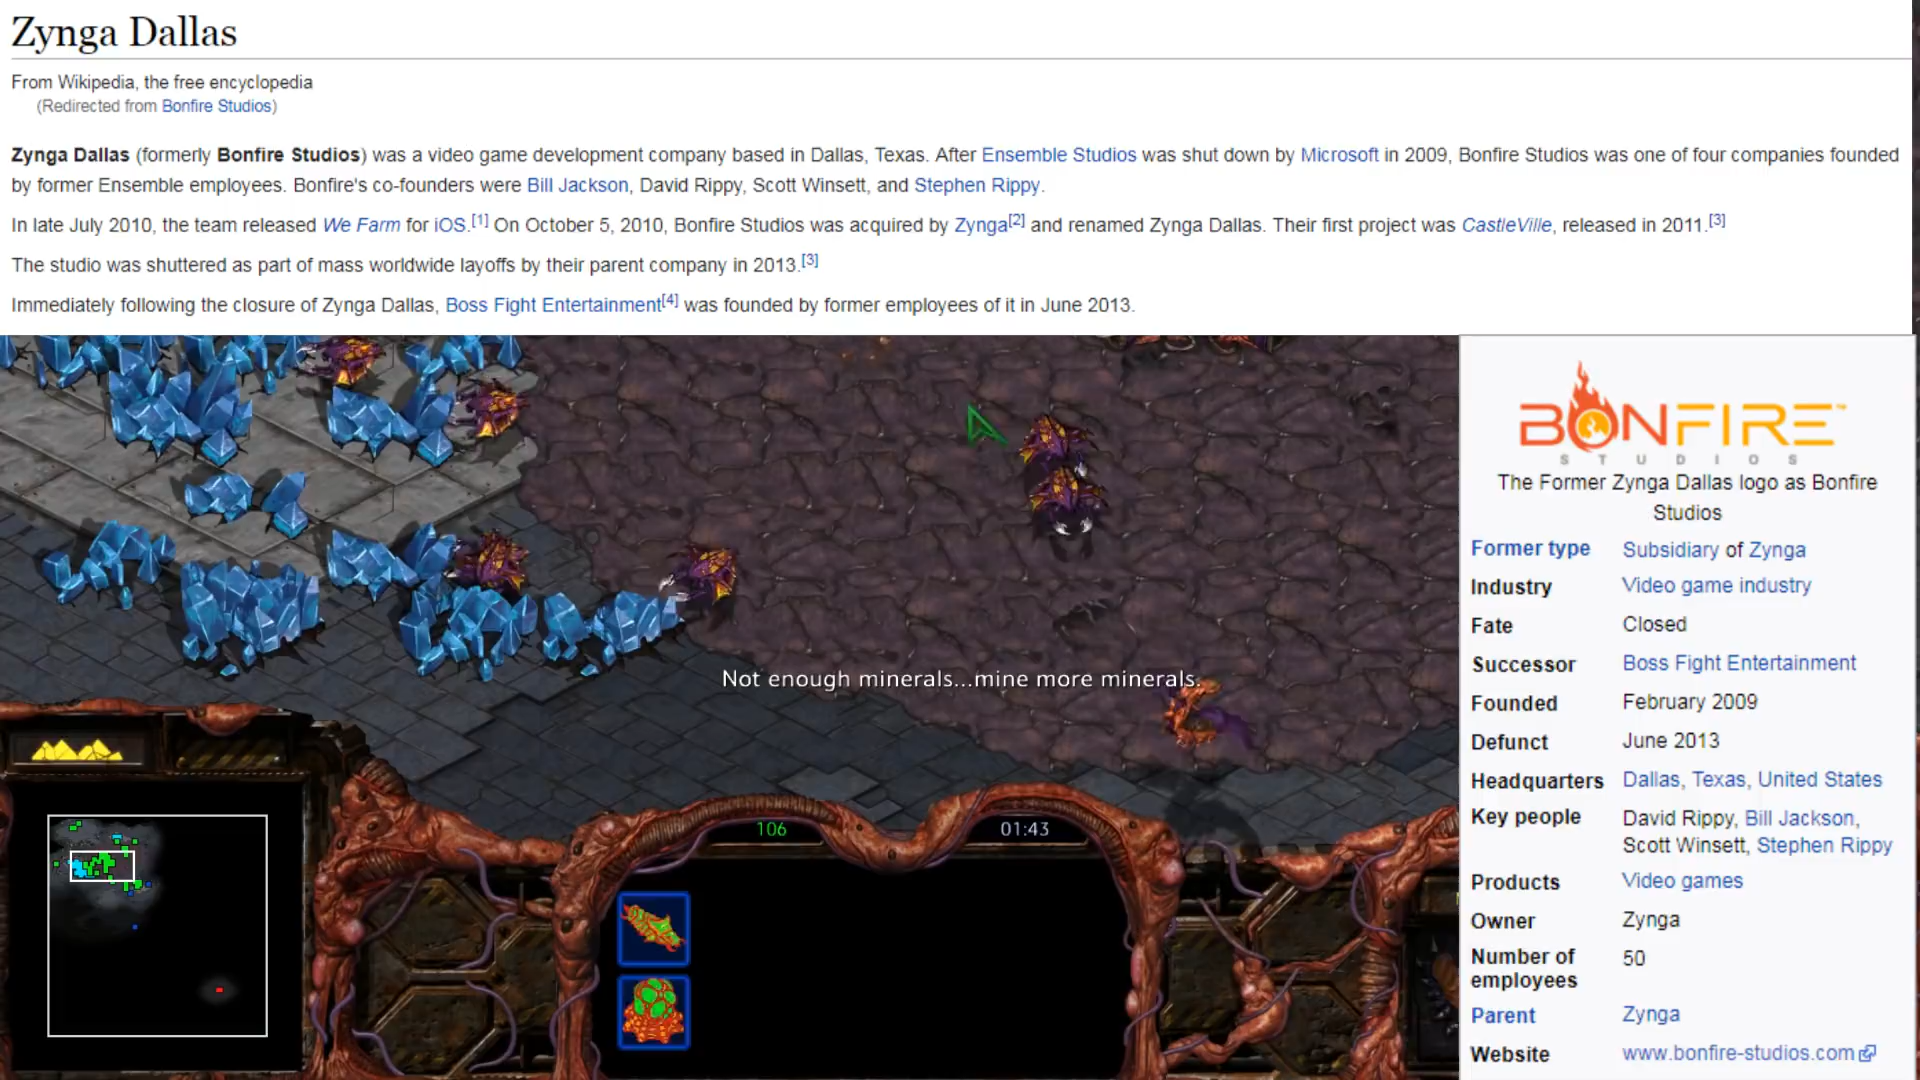 Zynga Dallas
From Wikipedia, the free encyclopedia
(Redirected from Bonfire Studios)
Zynga Dallas (formerly Bonfire Studios) was a video game development company based in Dallas, Texas. After Ensemble Studios was shut down by Microsoft in 2009, Bonfire Studios was one of four companies founded
by former Ensemble employees. Bonfire's co-founders were Bill Jackson, David Rippy, Scott Winsett, and Stephen Rippy.
In late July 2010, the team released We Farm for iOS.[1] On October 5, 2010, Bonfire Studios was acquired by Zynga[2] and renamed Zynga Dallas. Their first project was CastleVille, released in 2011.[3]
The studio was shuttered as part of mass worldwide layoffs by their parent company in 2013.[3]
Immediately following the closure of Zynga Dallas, Boss Fight Entertainment[4] was founded by former employees of it in June 2013.
Not enough minerals...mine more minerals.
106
01:43
BONFIRE™
STUDIOS
The Former Zynga Dallas logo as Bonfire
Studios
Former type Subsidiary of Zynga
Industry Video game industry
Fate Closed
Successor Boss Fight Entertainment
Founded February 2009
Defunct June 2013
Headquarters Dallas, Texas, United States
Key people David Rippy, Bill Jackson,
Scott Winsett, Stephen Rippy
Products Video games
Owner Zynga
Number of employees 50
Parent Zynga
Website www.bonfire-studios.com